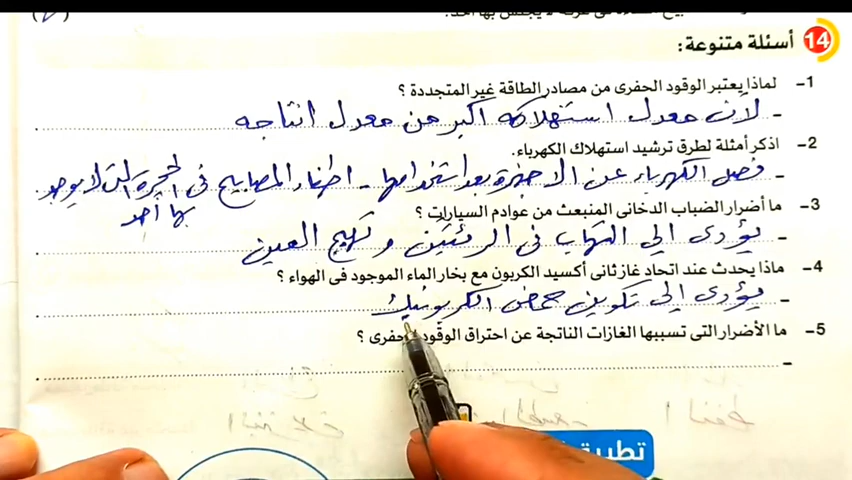 14 أسئلة متنوعة :
1- لماذا يعتبر الوقود الحفرى من مصادر الطاقة غير المتجددة ؟
- لأن معدل استهلاكه أكبر من معدل انتاجه
2- اذكر أمثلة لطرق ترشيد استهلاك الكهرباء.
- فصل الكهرباء عن الاجهزة بعد استخدامها - اطفاء المصابيح فى الحجرة التى لا يوجد
بها أحد
3- ما أضرار الضباب الدخانى المنبعث من عوادم السيارات ؟
- يؤدى الى التهاب فى الرئتين وتهيج العين
4- ماذا يحدث عند اتحاد غاز ثانى أكسيد الكربون مع بخار الماء الموجود فى الهواء ؟
- يؤدى الى تكوين حمض الكربونيك
5- ما الأضرار التى تسببها الغازات الناتجة عن احتراق الوقود الحفرى ؟
-